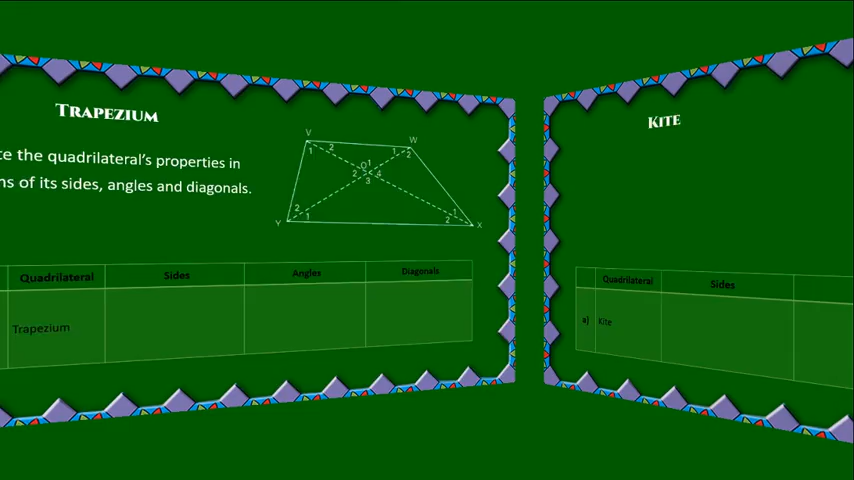 TRAPEZIUM
te the quadrilateral's properties in
ns of its sides, angles and diagonals.
V
W
1 2
1 2
O 1
2 4
3
2 1
1
2
Y
X
Quadrilateral Sides Angles Diagonals
Trapezium
KITE
Quadrilateral Sides
a) Kite